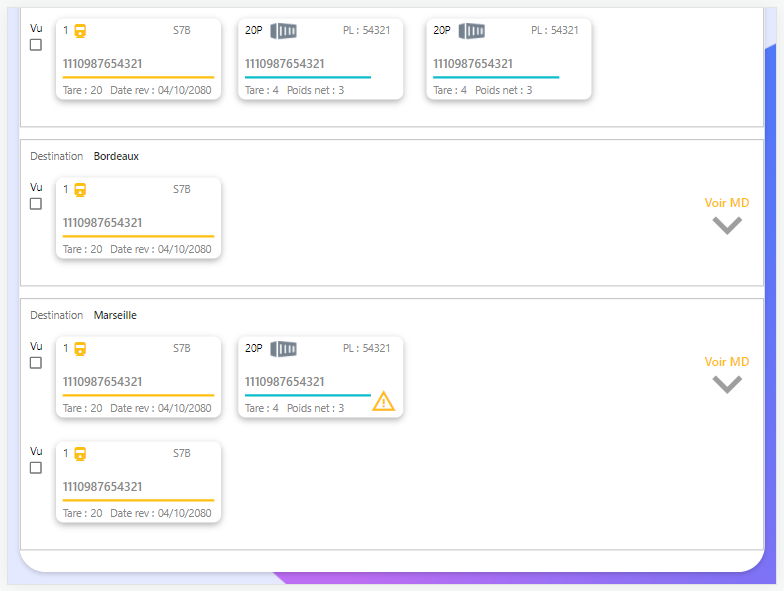 Vu 1 S7B 20P PL : 54321 20P PL : 54321
1110987654321 1110987654321 1110987654321
Tare : 20 Date rev : 04/10/2080 Tare : 4 Poids net : 3 Tare : 4 Poids net : 3
Destination Bordeaux
Vu 1 S7B
Voir MD
1110987654321
Tare : 20 Date rev : 04/10/2080
Destination Marseille
Vu 1 S7B 20P PL : 54321
Voir MD
1110987654321 1110987654321
Tare : 20 Date rev : 04/10/2080 Tare : 4 Poids net : 3
Vu 1 S7B
1110987654321
Tare : 20 Date rev : 04/10/2080